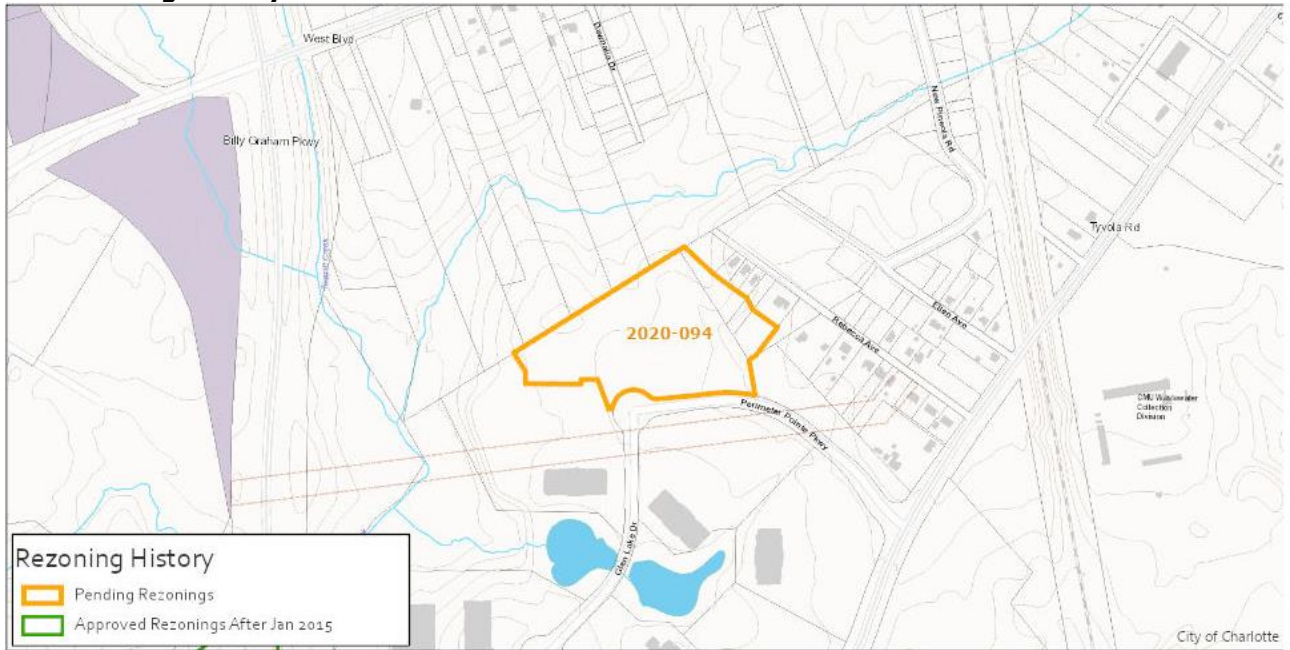 West Blvd
Dawnalia Dr
Billy Graham Pkwy
New Pineola Rd
Tyvola Rd
2020-094
Ellen Ave
Rebecca Ave
CMU Wastewater
Collection
Division
Perimeter Pointe Pkwy
Glen Lake Dr
Rezoning History
Pending Rezonings
Approved Rezonings After Jan 2015
City of Charlotte